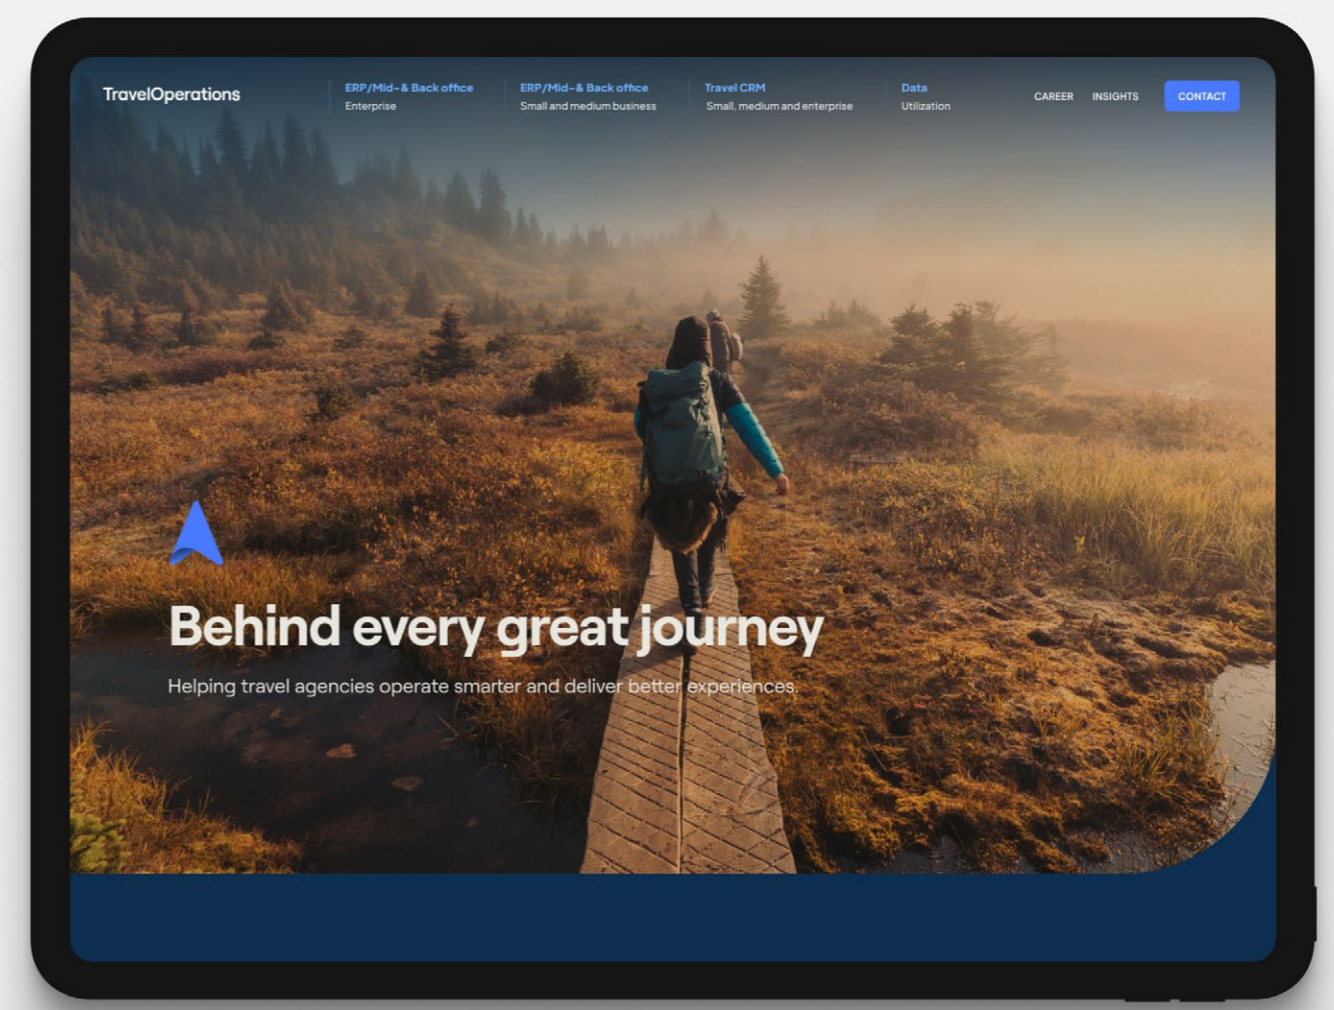 TravelOperations
ERP/Mid-& Back office
Enterprise
ERP/Mid-& Back office
Small and medium business
Travel CRM
Small, medium and enterprise
Data
Utilization
CAREER
INSIGHTS
CONTACT
Behind every great journey
Helping travel agencies operate smarter and deliver better experiences.